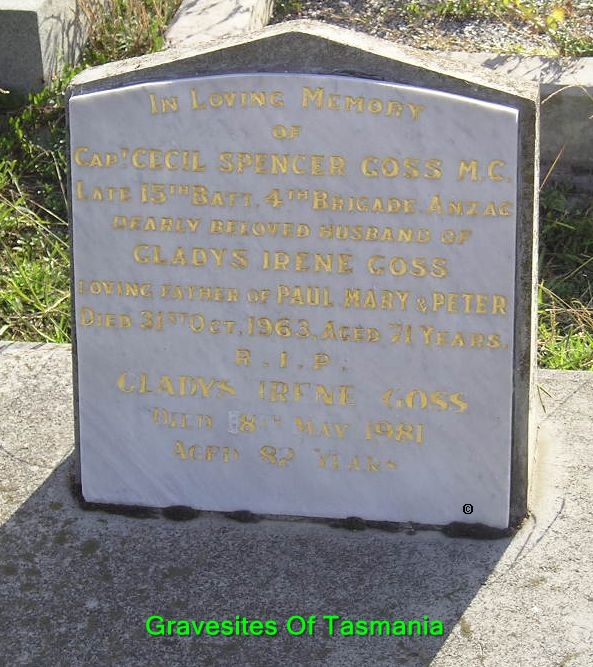 In Loving Memory
OF
Capt CECIL SPENCER GOSS M.C.
Late 15th Batt. 4th Brigade. Anzac
DEARLY BELOVED HUSBAND OF
GLADYS IRENE GOSS
LOVING FATHER OF PAUL MARY & PETER
Died 31st Oct. 1963. Aged 71 Years.
R.I.P.
GLADYS IRENE GOSS
Died 18th May 1981
Aged 82 Years
©
Gravesites Of Tasmania